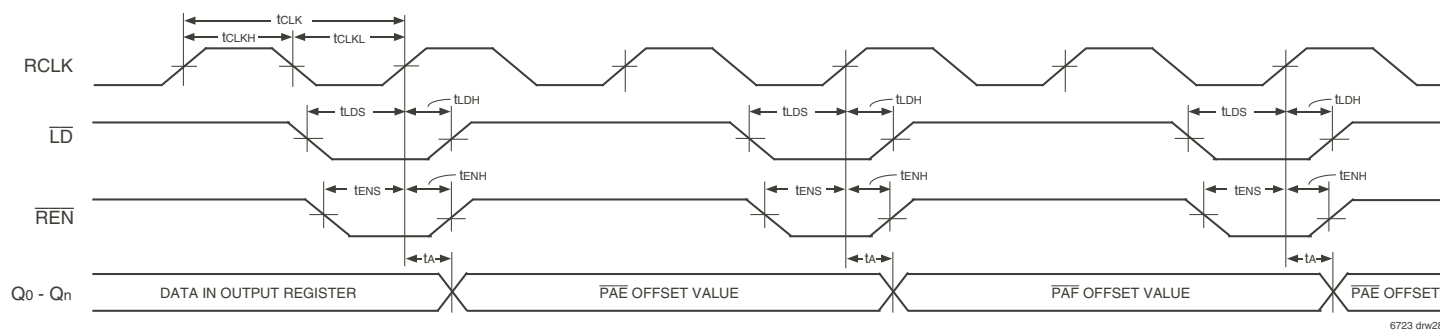 tCLK
tCLKH
tCLKL
RCLK
tLDS
tLDH
tLDS
tLDH
tLDS
tLDH
LD
tENS
tENH
tENS
tENH
tENS
tENH
REN
tA
tA
tA
Q0 - Qn
DATA IN OUTPUT REGISTER
PAE OFFSET VALUE
PAF OFFSET VALUE
PAE OFFSET
6723 drw28